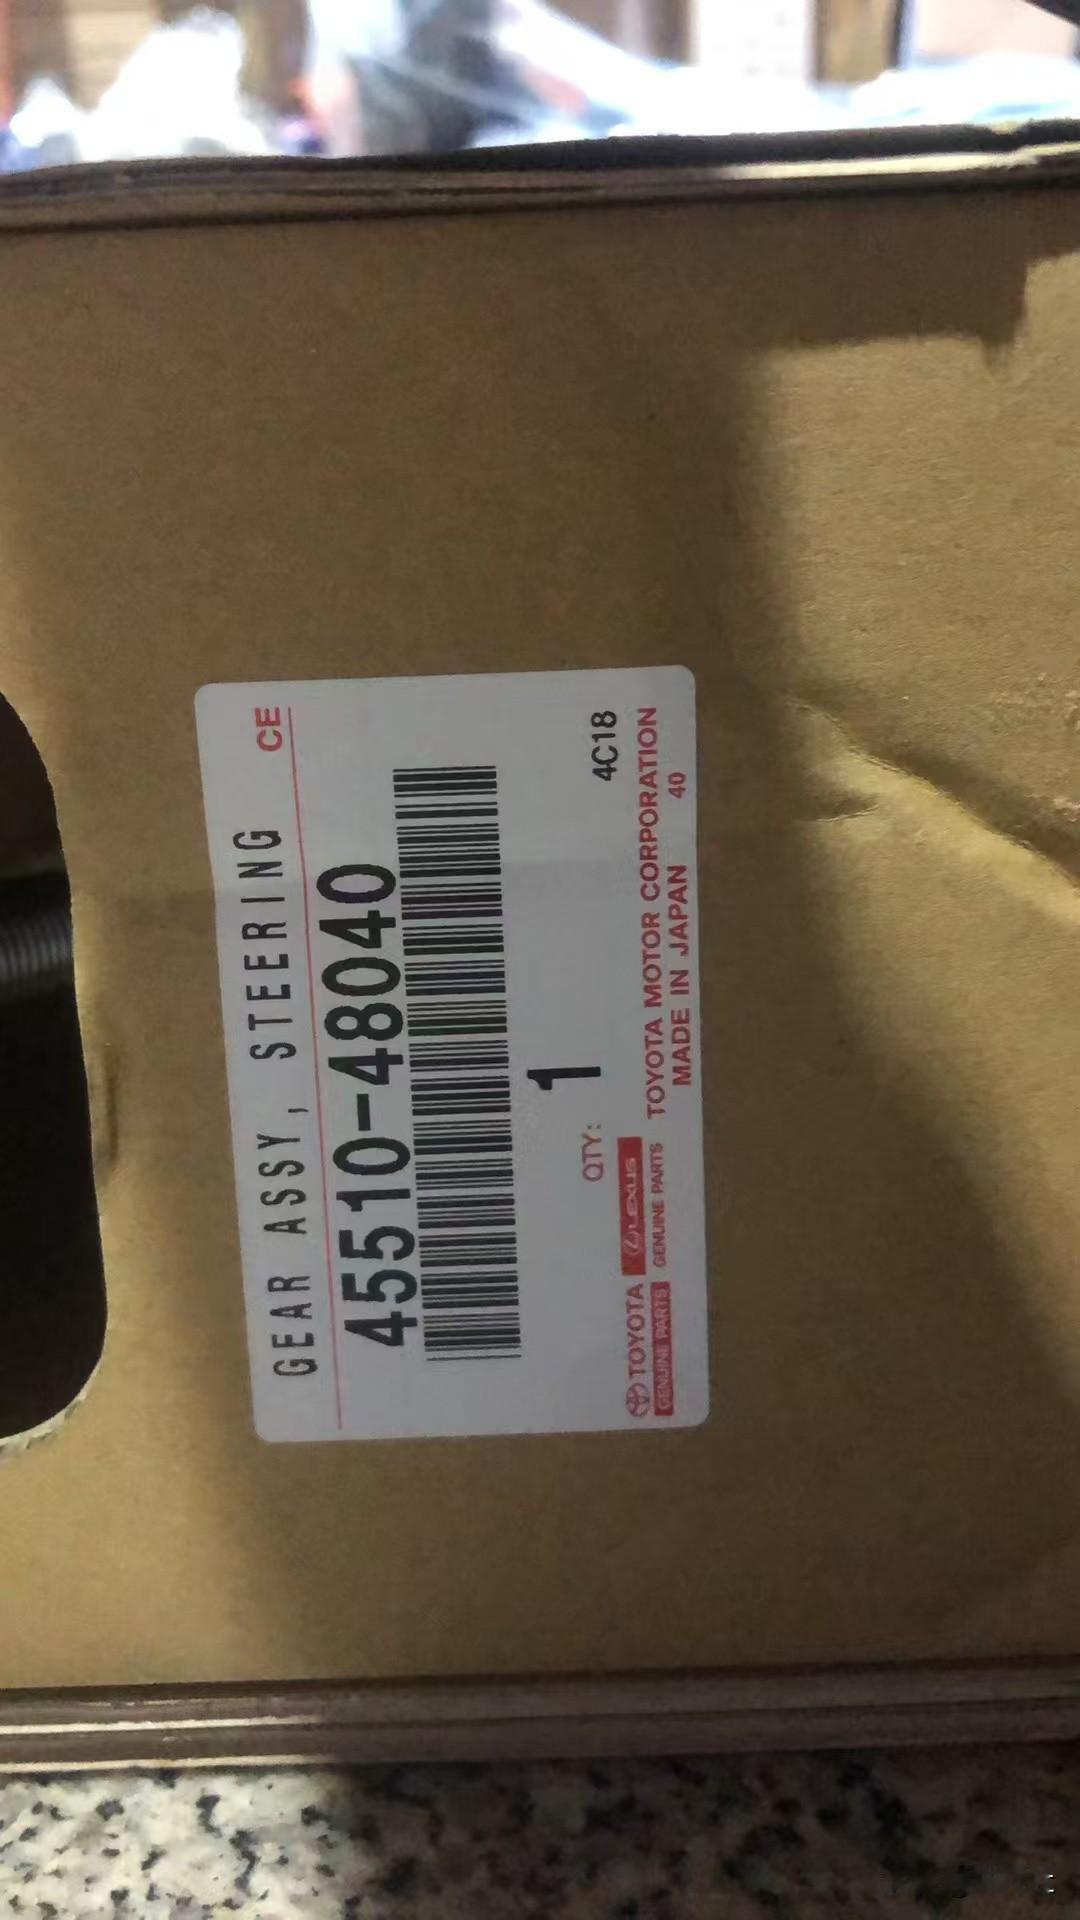 GEAR ASSY, STEERING CE
45510-48040
QTY: 1 4C18
TOYOTA LEXUS TOYOTA MOTOR CORPORATION
GENUINE PARTS GENUINE PARTS MADE IN JAPAN 40